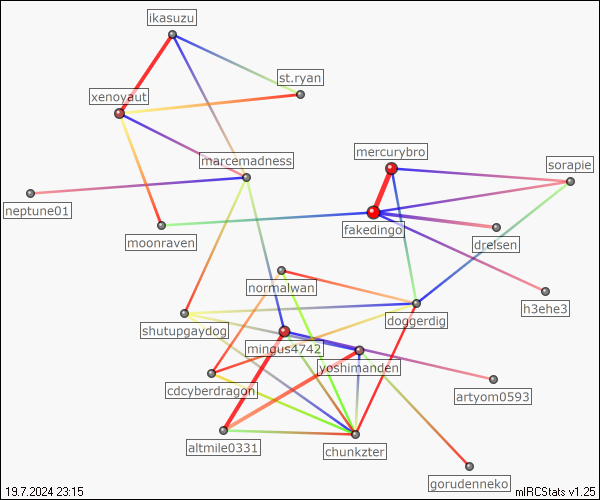 ikasuzu
st.ryan
xenoyaut
mercurybro
marcemadness
sorapie
neptune01
fakedingo
moonraven
drelsen
normalwan
h3ehe3
doggerdig
shutupgaydog
mingus4742
yoshimanden
cdcyberdragon
artyom0593
altmile0331
chunkzter
gorudenneko
19.7.2024 23:15
mIRCStats v1.25